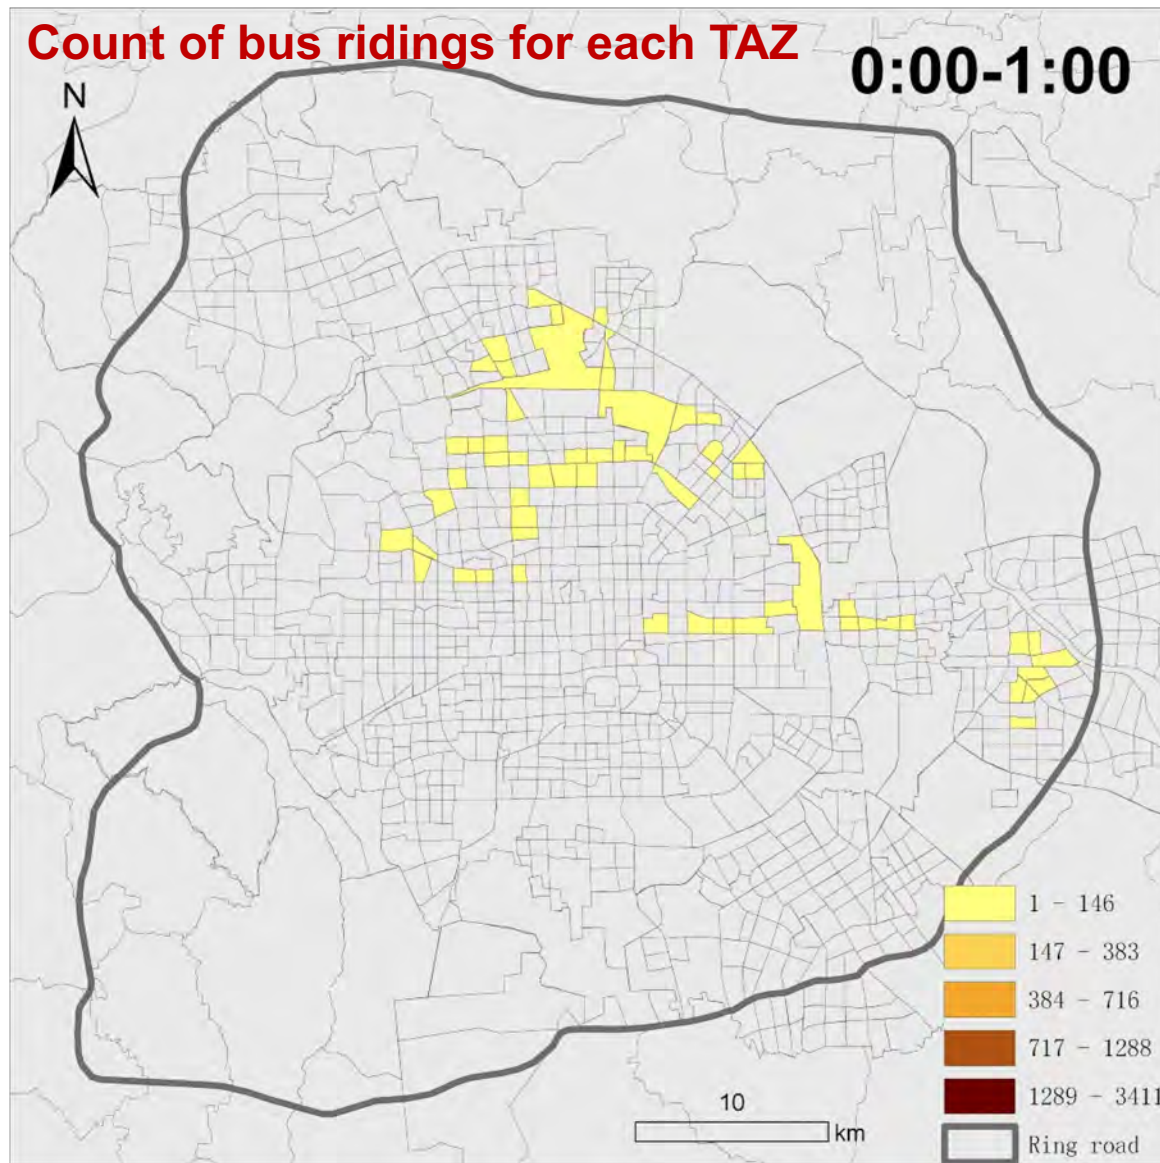 Count of bus ridings for each TAZ
0:00-1:00
N
1 - 146
147 - 383
384 - 716
717 - 1288
1289 - 3411
Ring road
10
km